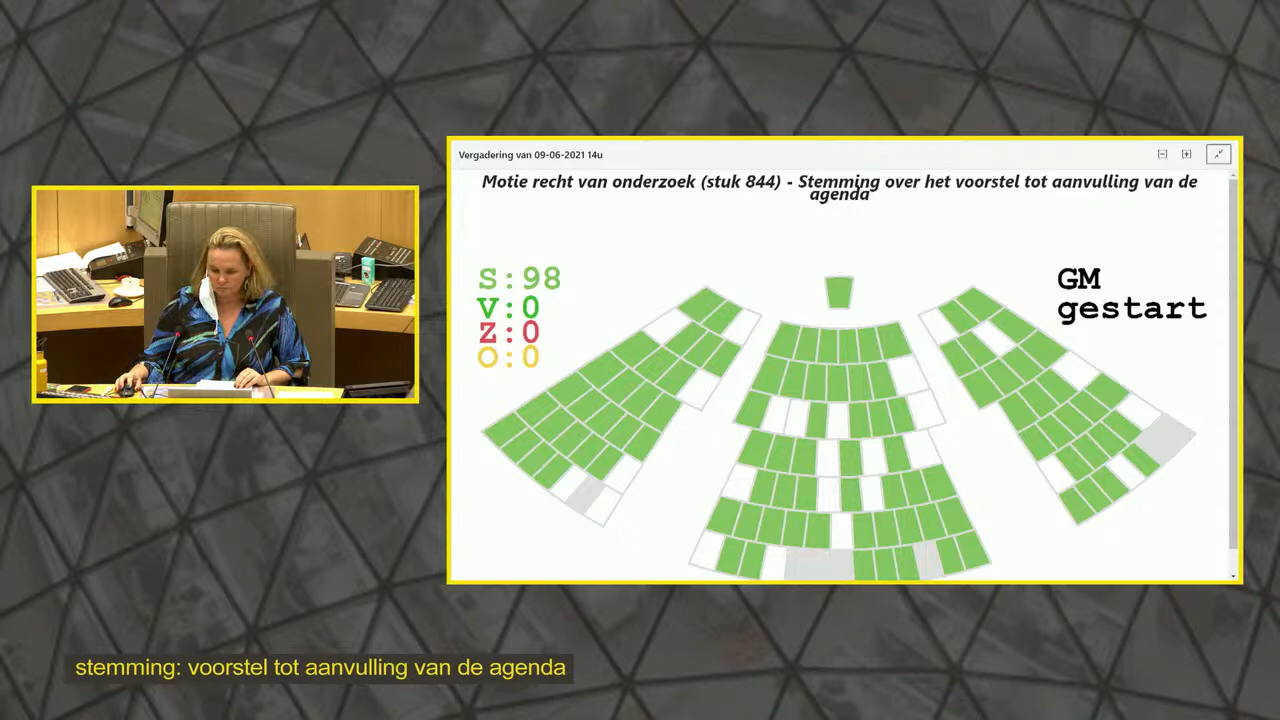 Vergadering van 09-06-2021 14u
Motie recht van onderzoek (stuk 844) - Stemming over het voorstel tot aanvulling van de
agenda
S:98
V:0
Z:0
O:0
GM
gestart
stemming: voorstel tot aanvulling van de agenda